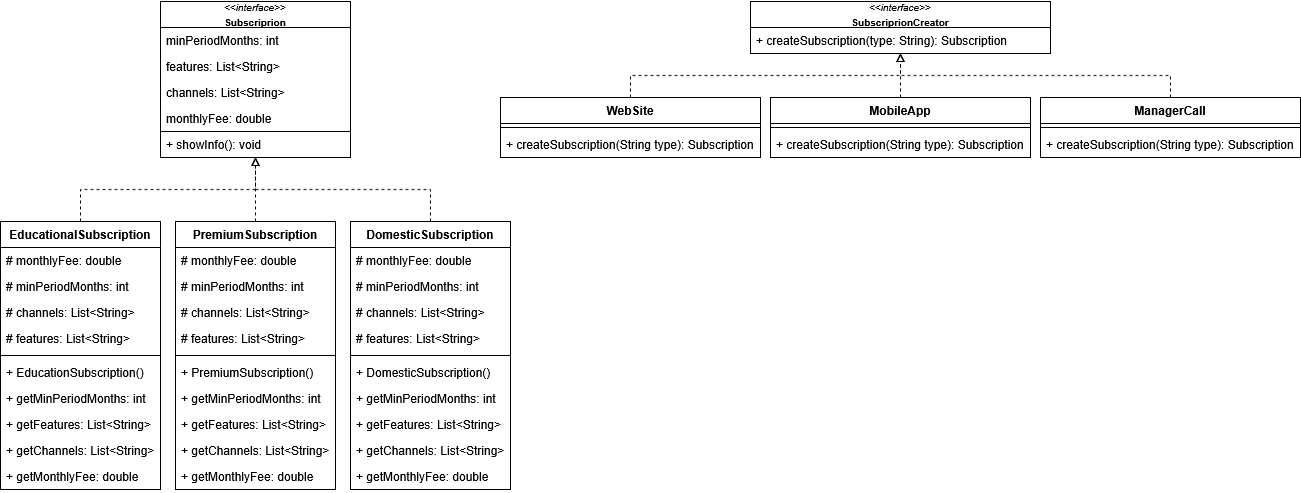 <<interface>>
Subscriprion
minPeriodMonths: int
features: List<String>
channels: List<String>
monthlyFee: double
+ showInfo(): void
<<interface>>
SubscriprionCreator
+ createSubscription(type: String): Subscription
WebSite
+ createSubscription(String type): Subscription
MobileApp
+ createSubscription(String type): Subscription
ManagerCall
+ createSubscription(String type): Subscription
EducationalSubscription
# monthlyFee: double
# minPeriodMonths: int
# channels: List<String>
# features: List<String>
+ EducationSubscription()
+ getMinPeriodMonths: int
+ getFeatures: List<String>
+ getChannels: List<String>
+ getMonthlyFee: double
PremiumSubscription
# monthlyFee: double
# minPeriodMonths: int
# channels: List<String>
# features: List<String>
+ PremiumSubscription()
+ getMinPeriodMonths: int
+ getFeatures: List<String>
+ getChannels: List<String>
+ getMonthlyFee: double
DomesticSubscription
# monthlyFee: double
# minPeriodMonths: int
# channels: List<String>
# features: List<String>
+ DomesticSubscription()
+ getMinPeriodMonths: int
+ getFeatures: List<String>
+ getChannels: List<String>
+ getMonthlyFee: double